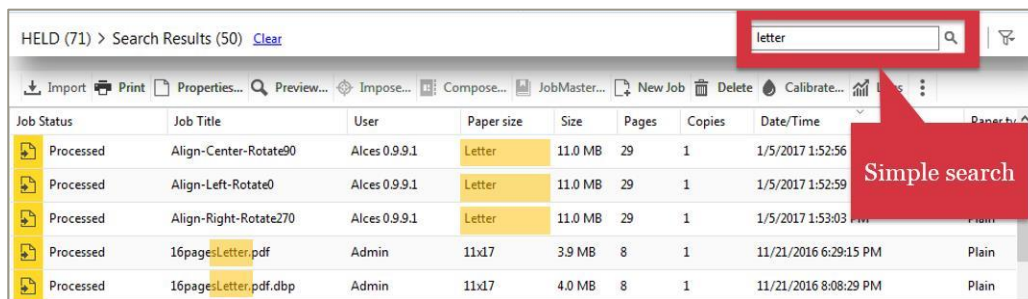 HELD (71) > Search Results (50) Clear letter
Import Print Properties... Preview... Impose... Compose... JobMaster... New Job Delete Calibrate...
Job Status Job Title User Paper size Size Pages Copies Date/Time
Processed Align-Center-Rotate90 Alces 0.9.9.1 Letter 11.0 MB 29 1 1/5/2017 1:52:56
Processed Align-Left-Rotate0 Alces 0.9.9.1 Letter 11.0 MB 29 1 1/5/2017 1:52:59
Simple search
Processed Align-Right-Rotate270 Alces 0.9.9.1 Letter 11.0 MB 29 1 1/5/2017 1:53:03 PM Plain
Processed 16pagesLetter.pdf Admin 11x17 3.9 MB 8 1 11/21/2016 6:29:15 PM Plain
Processed 16pagesLetter.pdf.dbp Admin 11x17 4.0 MB 8 1 11/21/2016 8:08:29 PM Plain